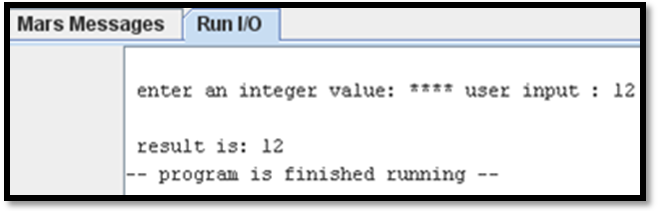 Mars Messages Run I/O
enter an integer value: **** user input : 12
result is: 12
-- program is finished running --